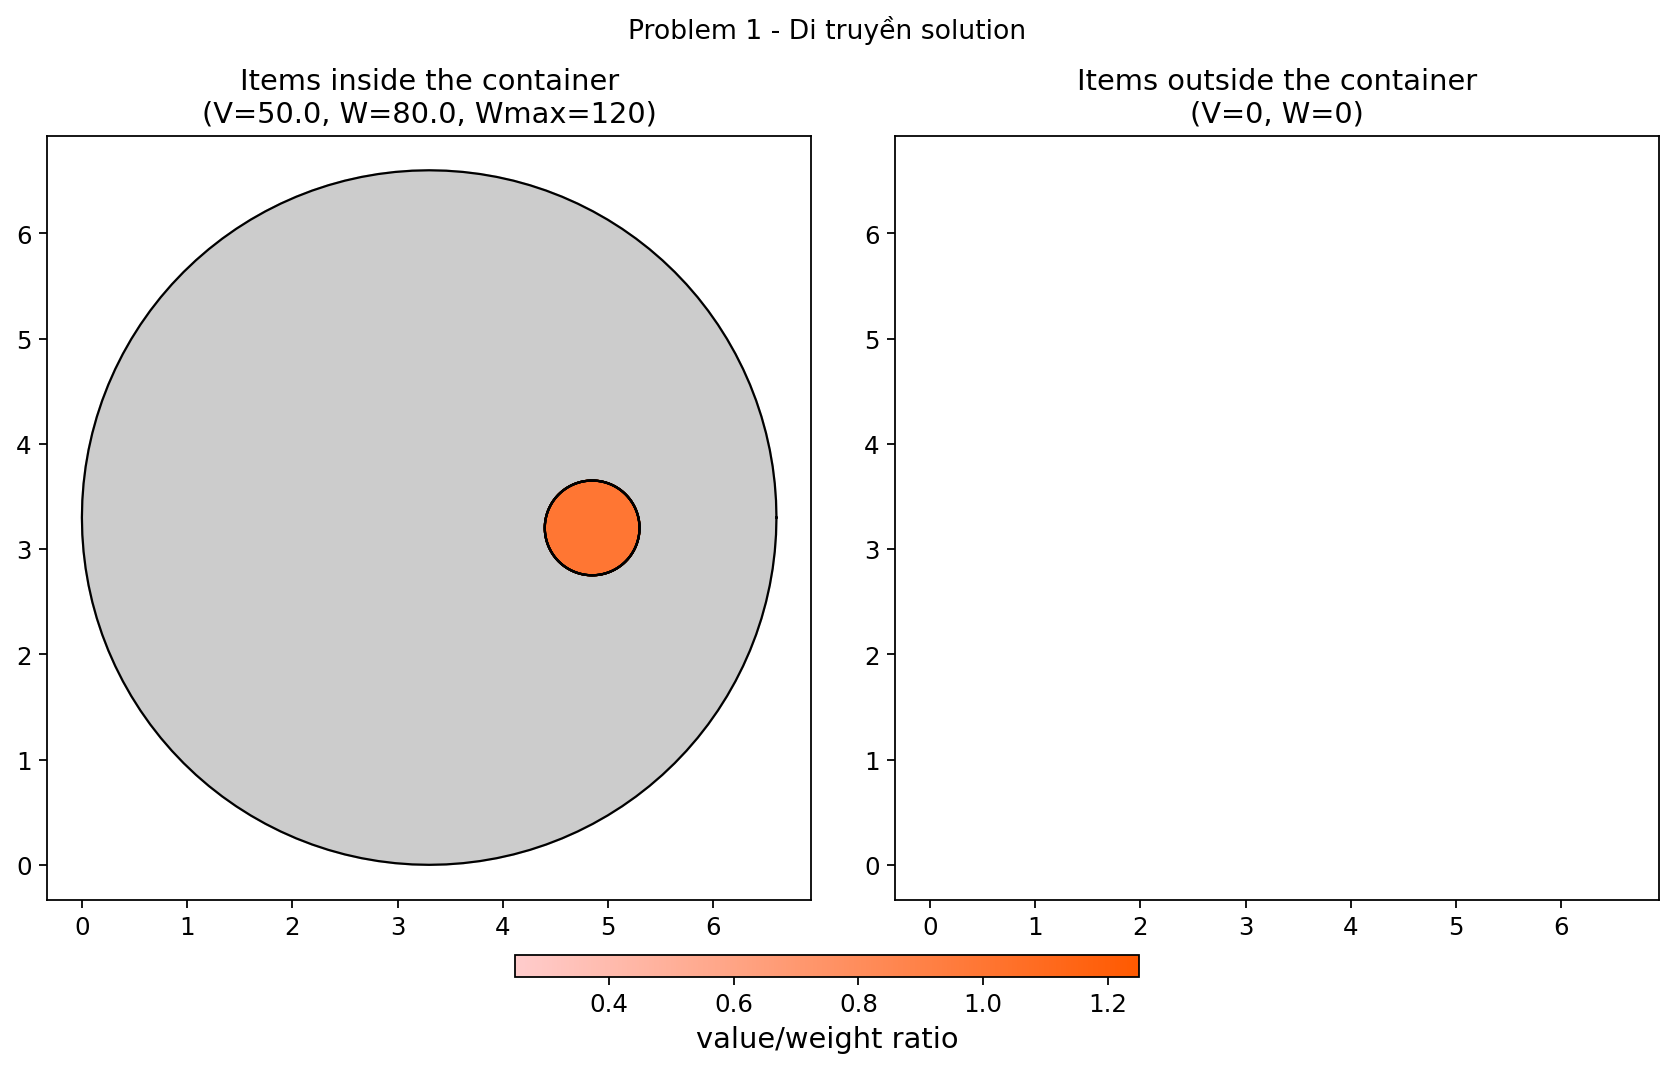 Problem 1 - Di truyền solution
Items inside the container
(V=50.0, W=80.0, Wmax=120)
6
5
4
3
2
1
0
0 1 2 3 4 5 6
Items outside the container
(V=0, W=0)
6
5
4
3
2
1
0
0 1 2 3 4 5 6
0.4 0.6 0.8 1.0 1.2
value/weight ratio